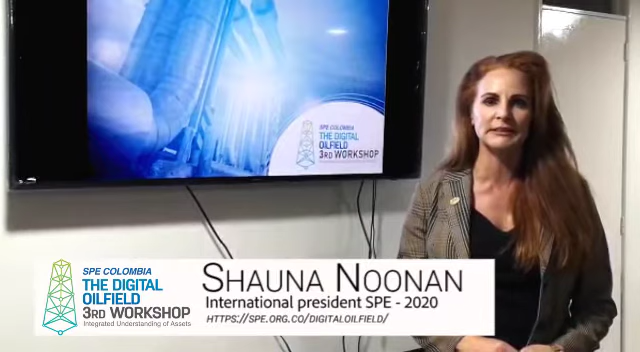 SPE COLOMBIA
THE DIGITAL
OILFIELD
3RD WORKSHOP
SPE COLOMBIA
THE DIGITAL
OILFIELD
3RD WORKSHOP
Integrated Understanding of Assets
SHAUNA NOONAN
International president SPE - 2020
HTTPS://SPE.ORG.CO/DIGITALOILFIELD/